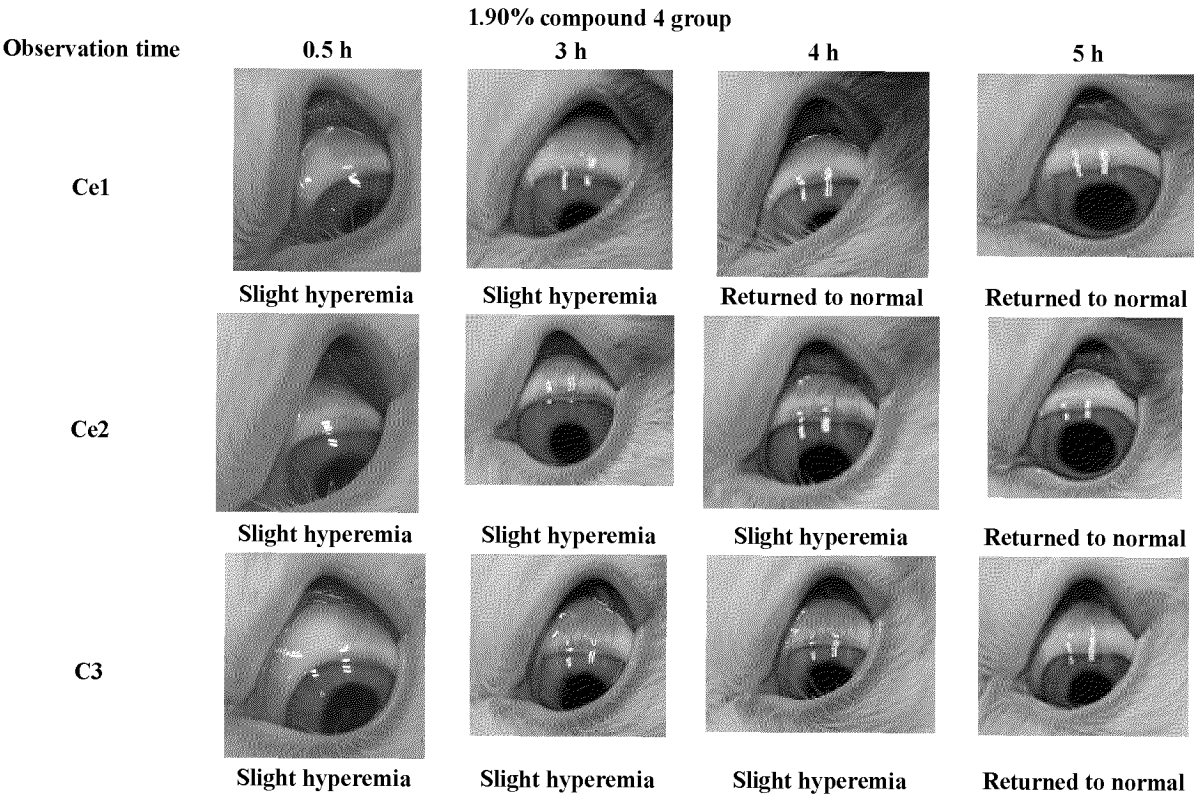 1.90% compound 4 group
Observation time 0.5 h 3 h 4 h 5 h
Ce1
Slight hyperemia Slight hyperemia Returned to normal Returned to normal
Ce2
Slight hyperemia Slight hyperemia Slight hyperemia Returned to normal
C3
Slight hyperemia Slight hyperemia Slight hyperemia Returned to normal